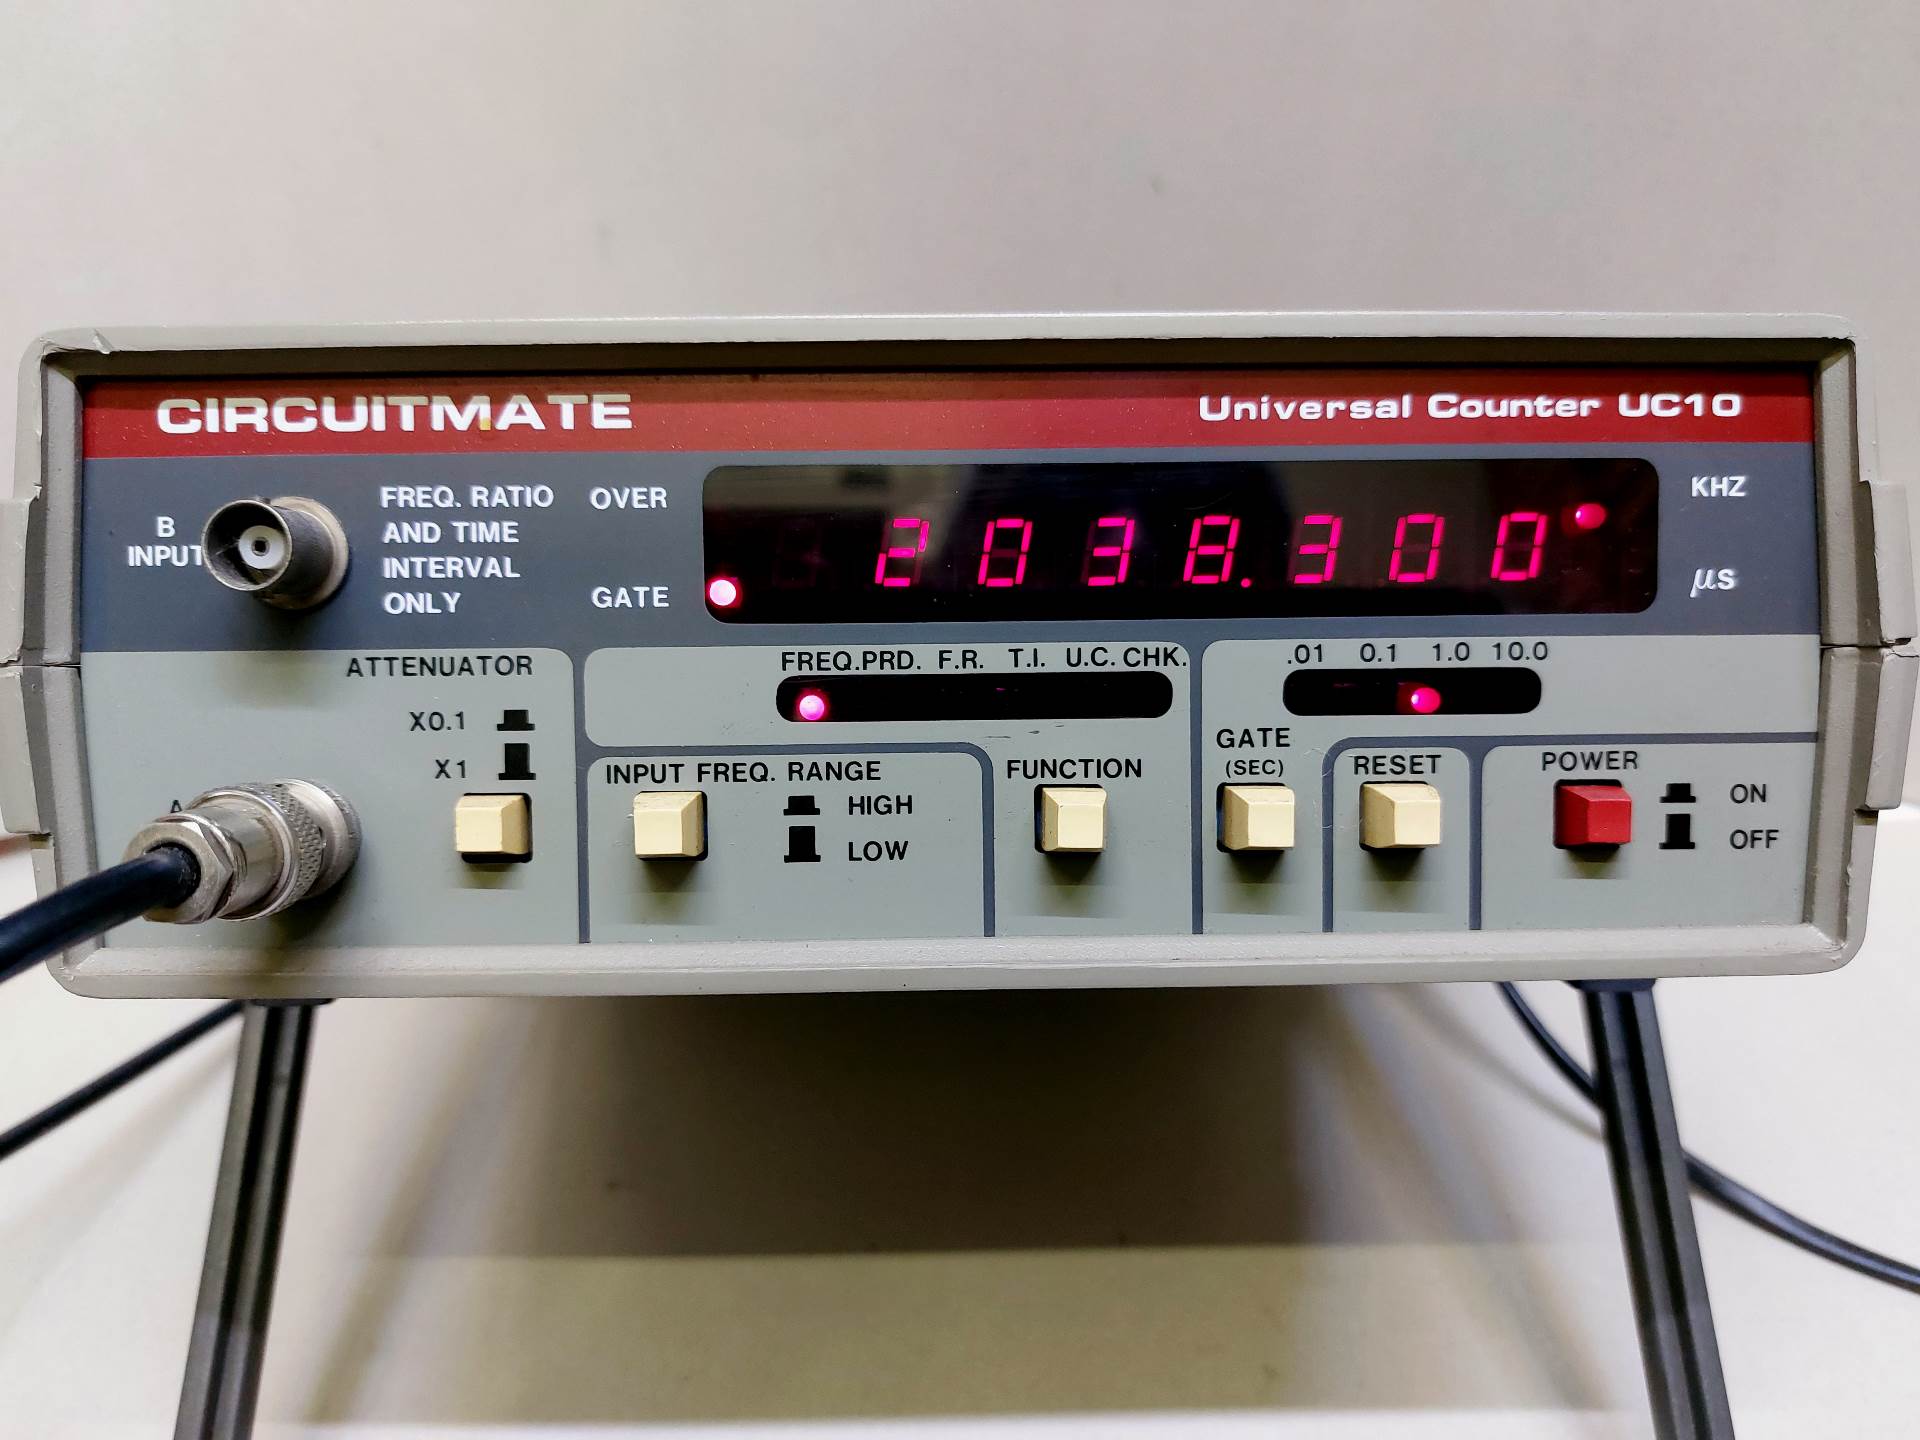 CIRCUITMATE
Universal Counter UC10
B
INPUT
FREQ. RATIO
AND TIME
INTERVAL
ONLY
OVER
GATE
2038.300
KHZ
µs
ATTENUATOR
X0.1
X1
A
FREQ. PRD. F.R. T.I. U.C. CHK.
.01 0.1 1.0 10.0
INPUT FREQ. RANGE
HIGH
LOW
FUNCTION
GATE
(SEC)
RESET
POWER
ON
OFF